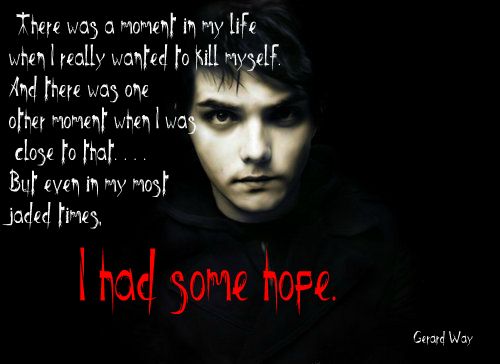 There was a moment in my life
when I really wanted to kill myself.
And there was one
other moment when I was
close to that. . . .
But even in my most
jaded times,
I had some hope.
Gerard Way